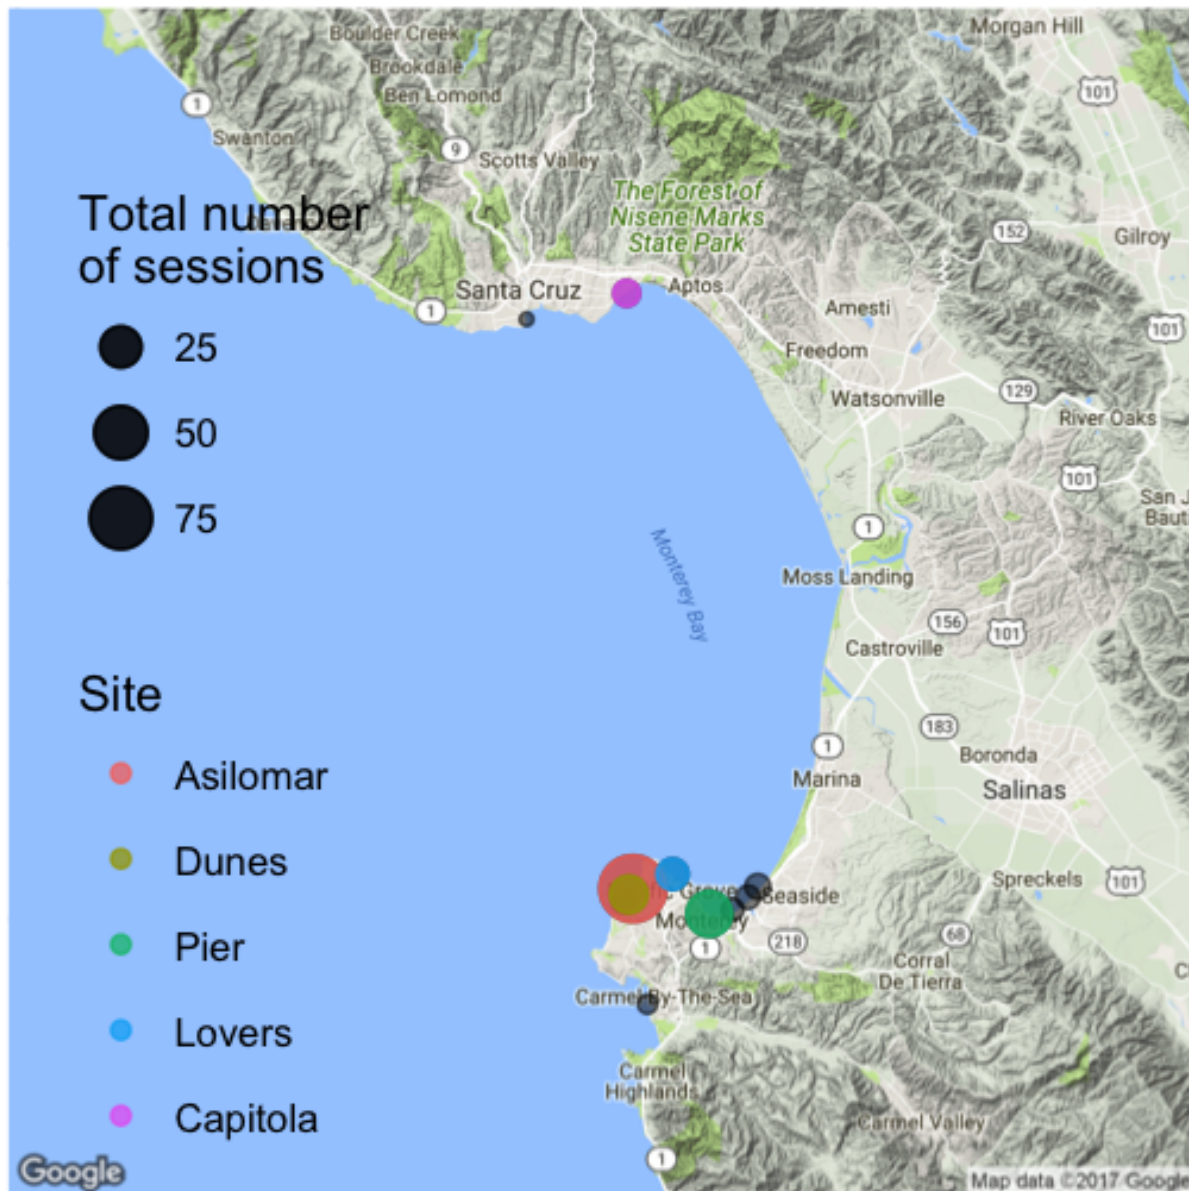 Boulder Creek
Morgan Hill
Brookdale
Ben Lomond
101
1
Swanton
9
Scotts Valley
The Forest of
Nisene Marks
State Park
Total number
of sessions
152
Gilroy
Santa Cruz
Aptos
1
Amesti
101
25
Freedom
129
Watsonville
River Oaks
50
101
San J
Baut
75
1
Monterey Bay
Moss Landing
156
101
Castroville
Site
183
1
Boronda
Asilomar
Marina
Salinas
Dunes
Spreckels
101
Grove
Seaside
Monterey
Pier
1
218
68
Corral
De Tierra
C
Carmel-By-The-Sea
Lovers
Carmel
Highlands
Capitola
Carmel Valley
1
Google
Map data ©2017 Google